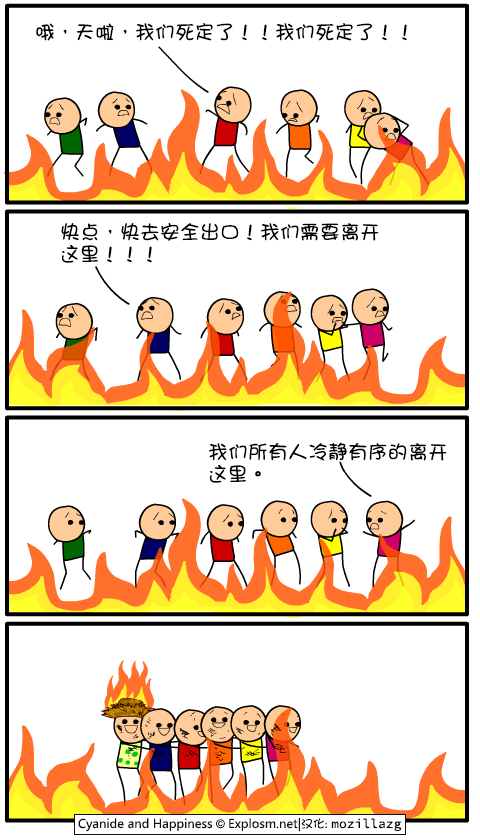 哦，天啦，我们死定了！！我们死定了！！
快点，快去安全出口！我们需要离开
这里！！！
我们所有人冷静有序的离开
这里。
Cyanide and Happiness © Explosm.net|汉化: mozillazg